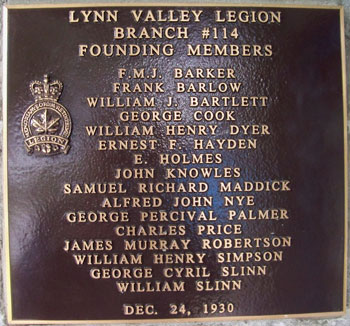 LYNN VALLEY LEGION
BRANCH #114
FOUNDING MEMBERS
F.M.J. BARKER
FRANK BARLOW
WILLIAM J. BARTLETT
GEORGE COOK
WILLIAM HENRY DYER
ERNEST F. HAYDEN
E. HOLMES
JOHN KNOWLES
SAMUEL RICHARD MADDICK
ALFRED JOHN NYE
GEORGE PERCIVAL PALMER
CHARLES PRICE
JAMES MURRAY ROBERTSON
WILLIAM HENRY SIMPSON
GEORGE CYRIL SLINN
WILLIAM SLINN
DEC. 24, 1930
LEGION